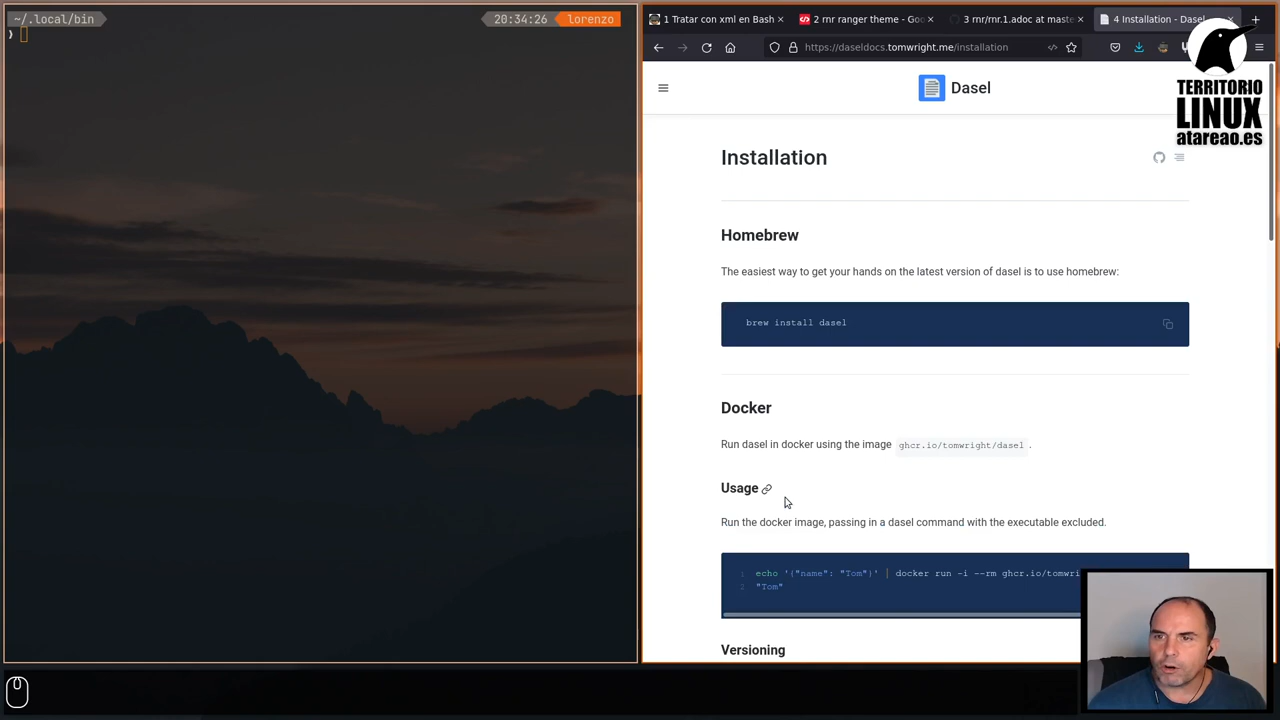 ~/.local/bin
20:34:26
lorenzo
1 Tratar con xml en Bash
2 rnr ranger theme - Goo
3 rnr/rnr.1.adoc at maste
4 Installation - Dasel
https://daseldocs.tomwright.me/installation
TERRITORIO
LINUX
atareao.es
Dasel
Installation
Homebrew
The easiest way to get your hands on the latest version of dasel is to use homebrew:
brew install dasel
Docker
Run dasel in docker using the image ghcr.io/tomwright/dasel .
Usage
Run the docker image, passing in a dasel command with the executable excluded.
1 echo '{"name": "Tom"}' | docker run -i --rm ghcr.io/tomwri
2 "Tom"
Versioning